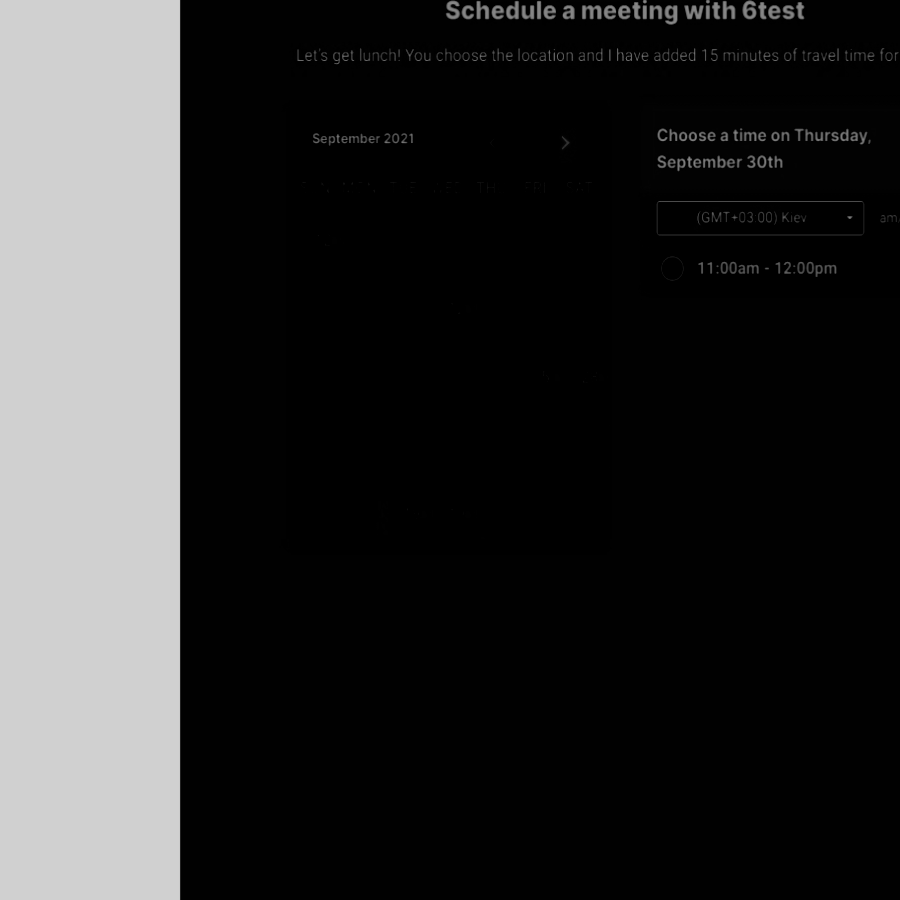 Schedule a meeting with 6test
Let's get lunch! You choose the location and I have added 15 minutes of travel time for
September 2021
Choose a time on Thursday,
September 30th
(GMT+03:00) Kiev
11:00am - 12:00pm